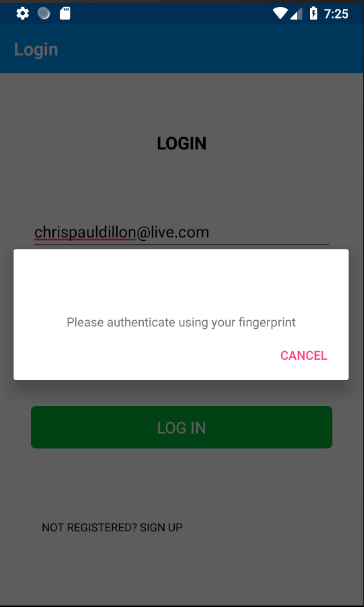 7:25
Login
LOGIN
chrispauldillon@live.com
Please authenticate using your fingerprint
CANCEL
LOG IN
NOT REGISTERED? SIGN UP